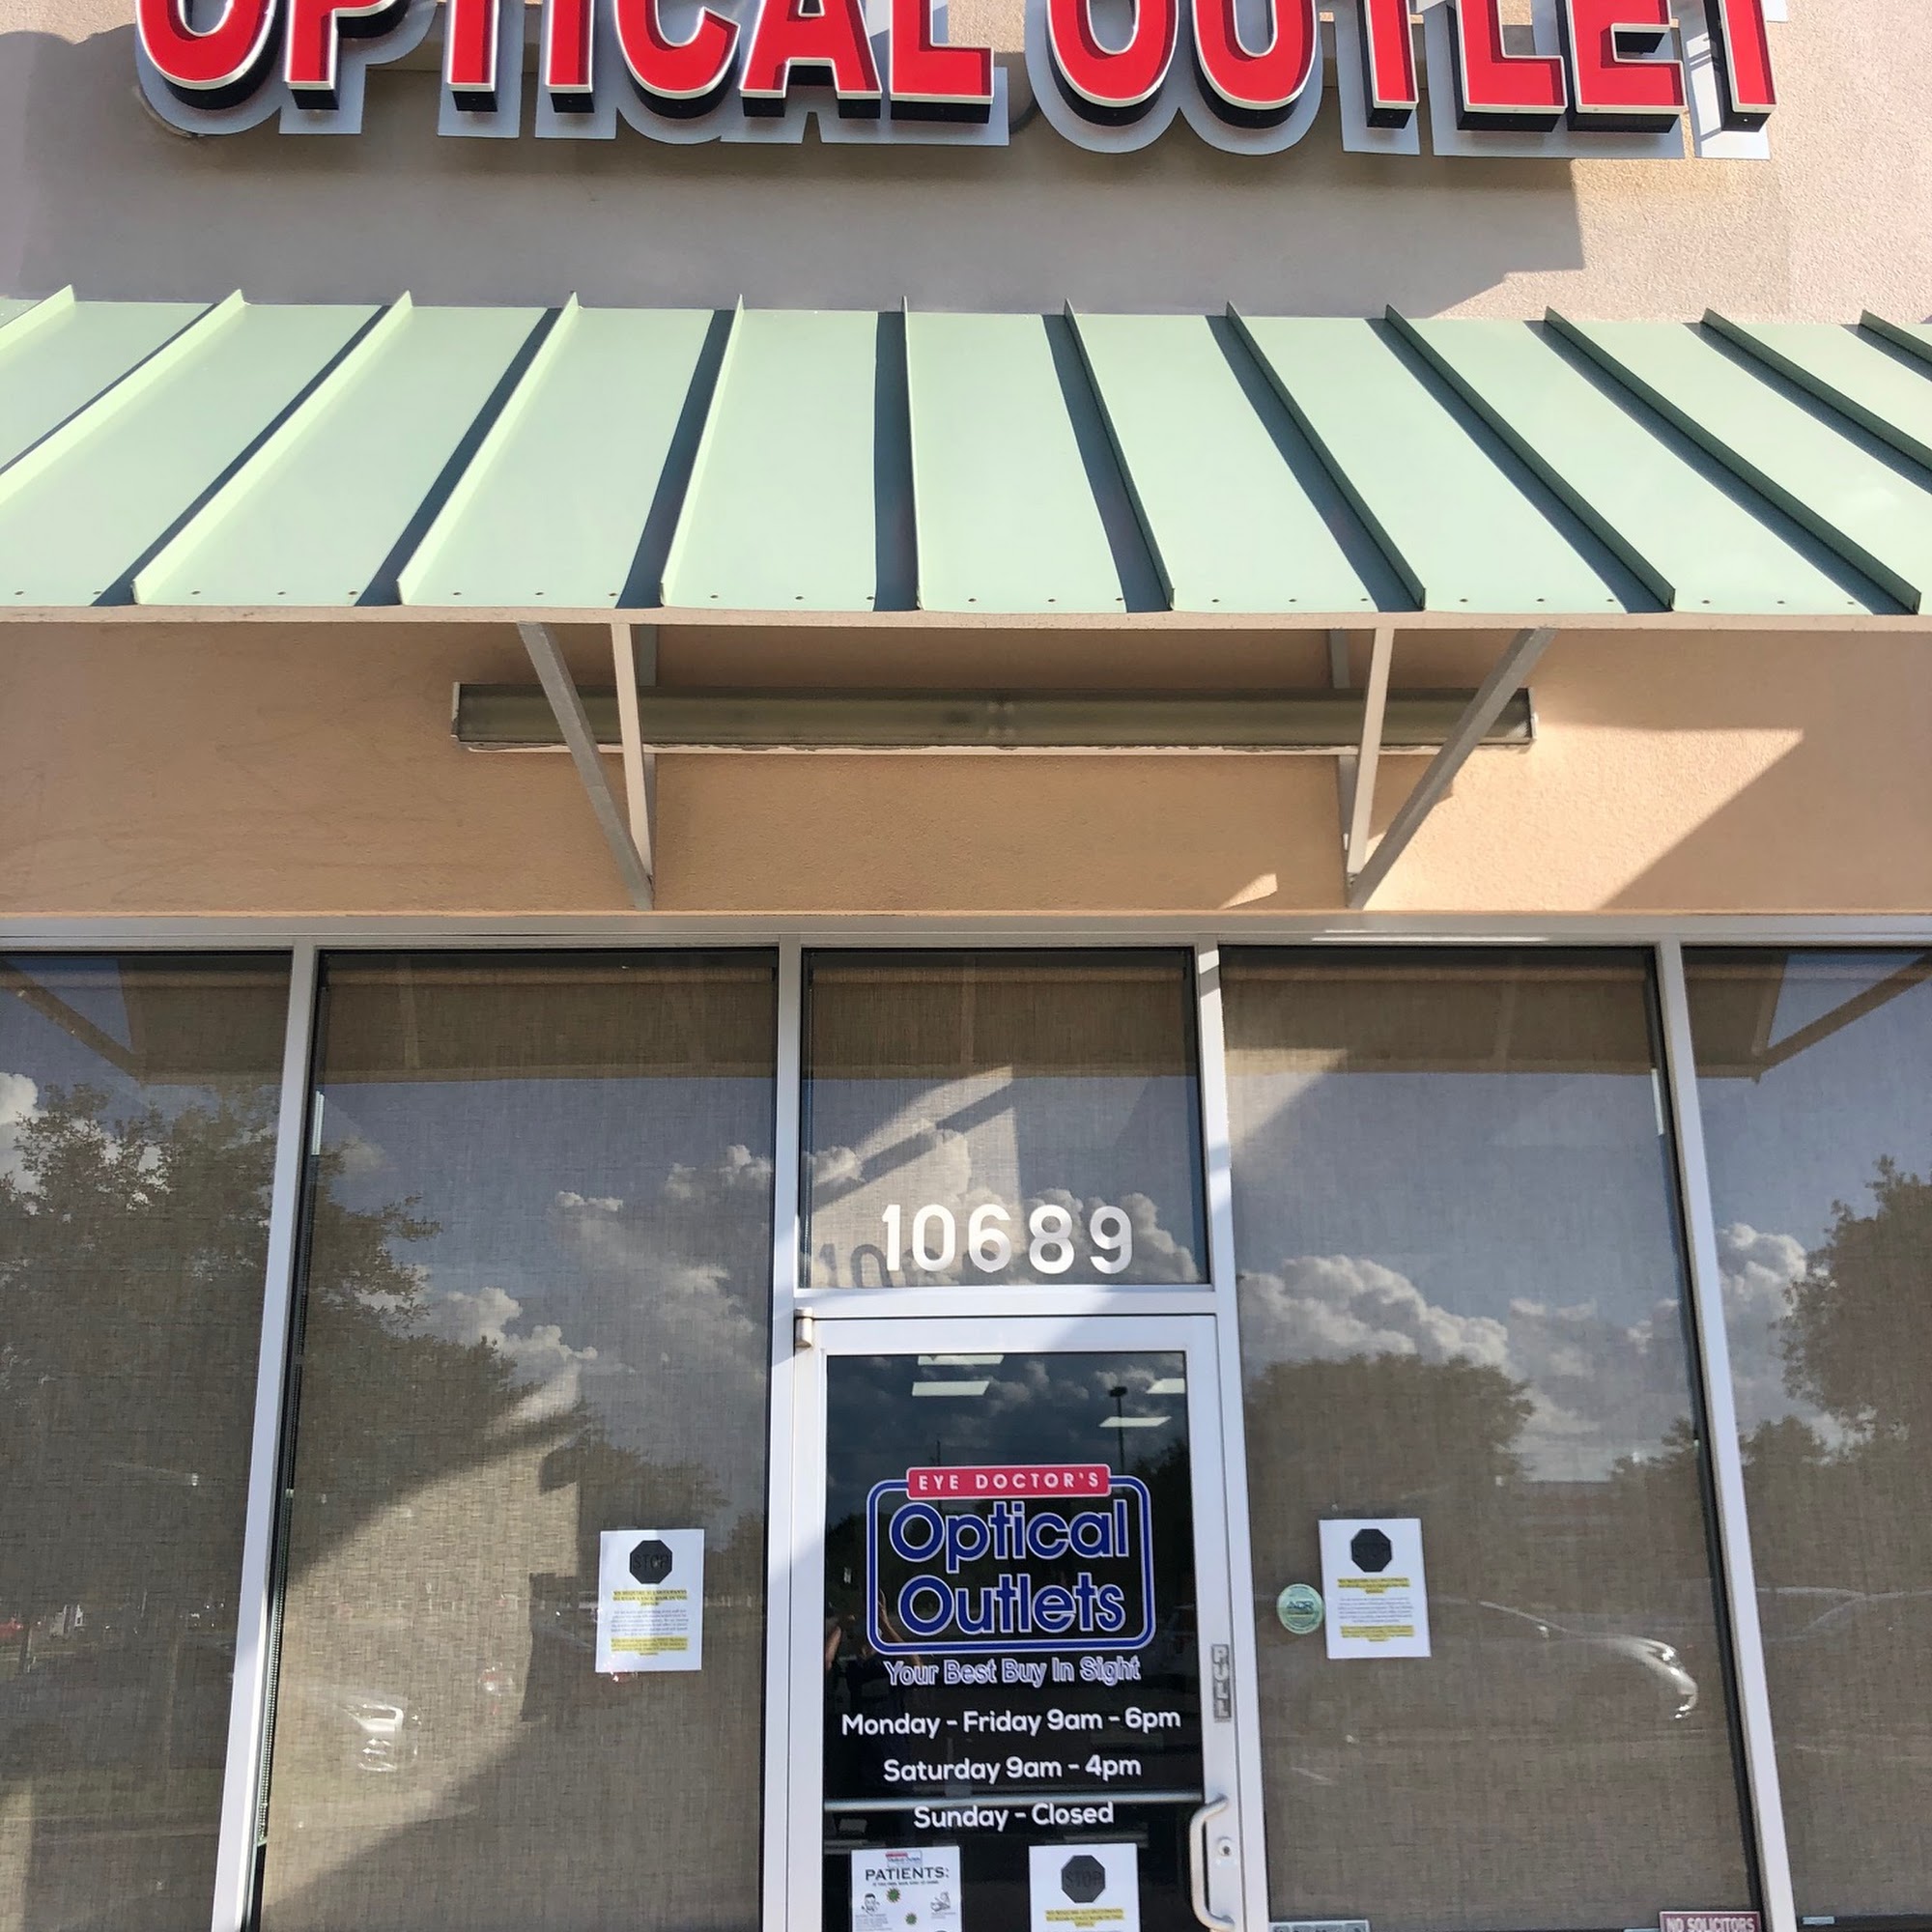 OPTICAL OUTLET
10689
EYE DOCTOR'S
Optical
Outlets
Your Best Buy In Sight
PULL
Monday - Friday 9am - 6pm
Saturday 9am - 4pm
Sunday - Closed
STOP
STOP
AOR
PATIENTS:
STOP
NO SOLICITORS